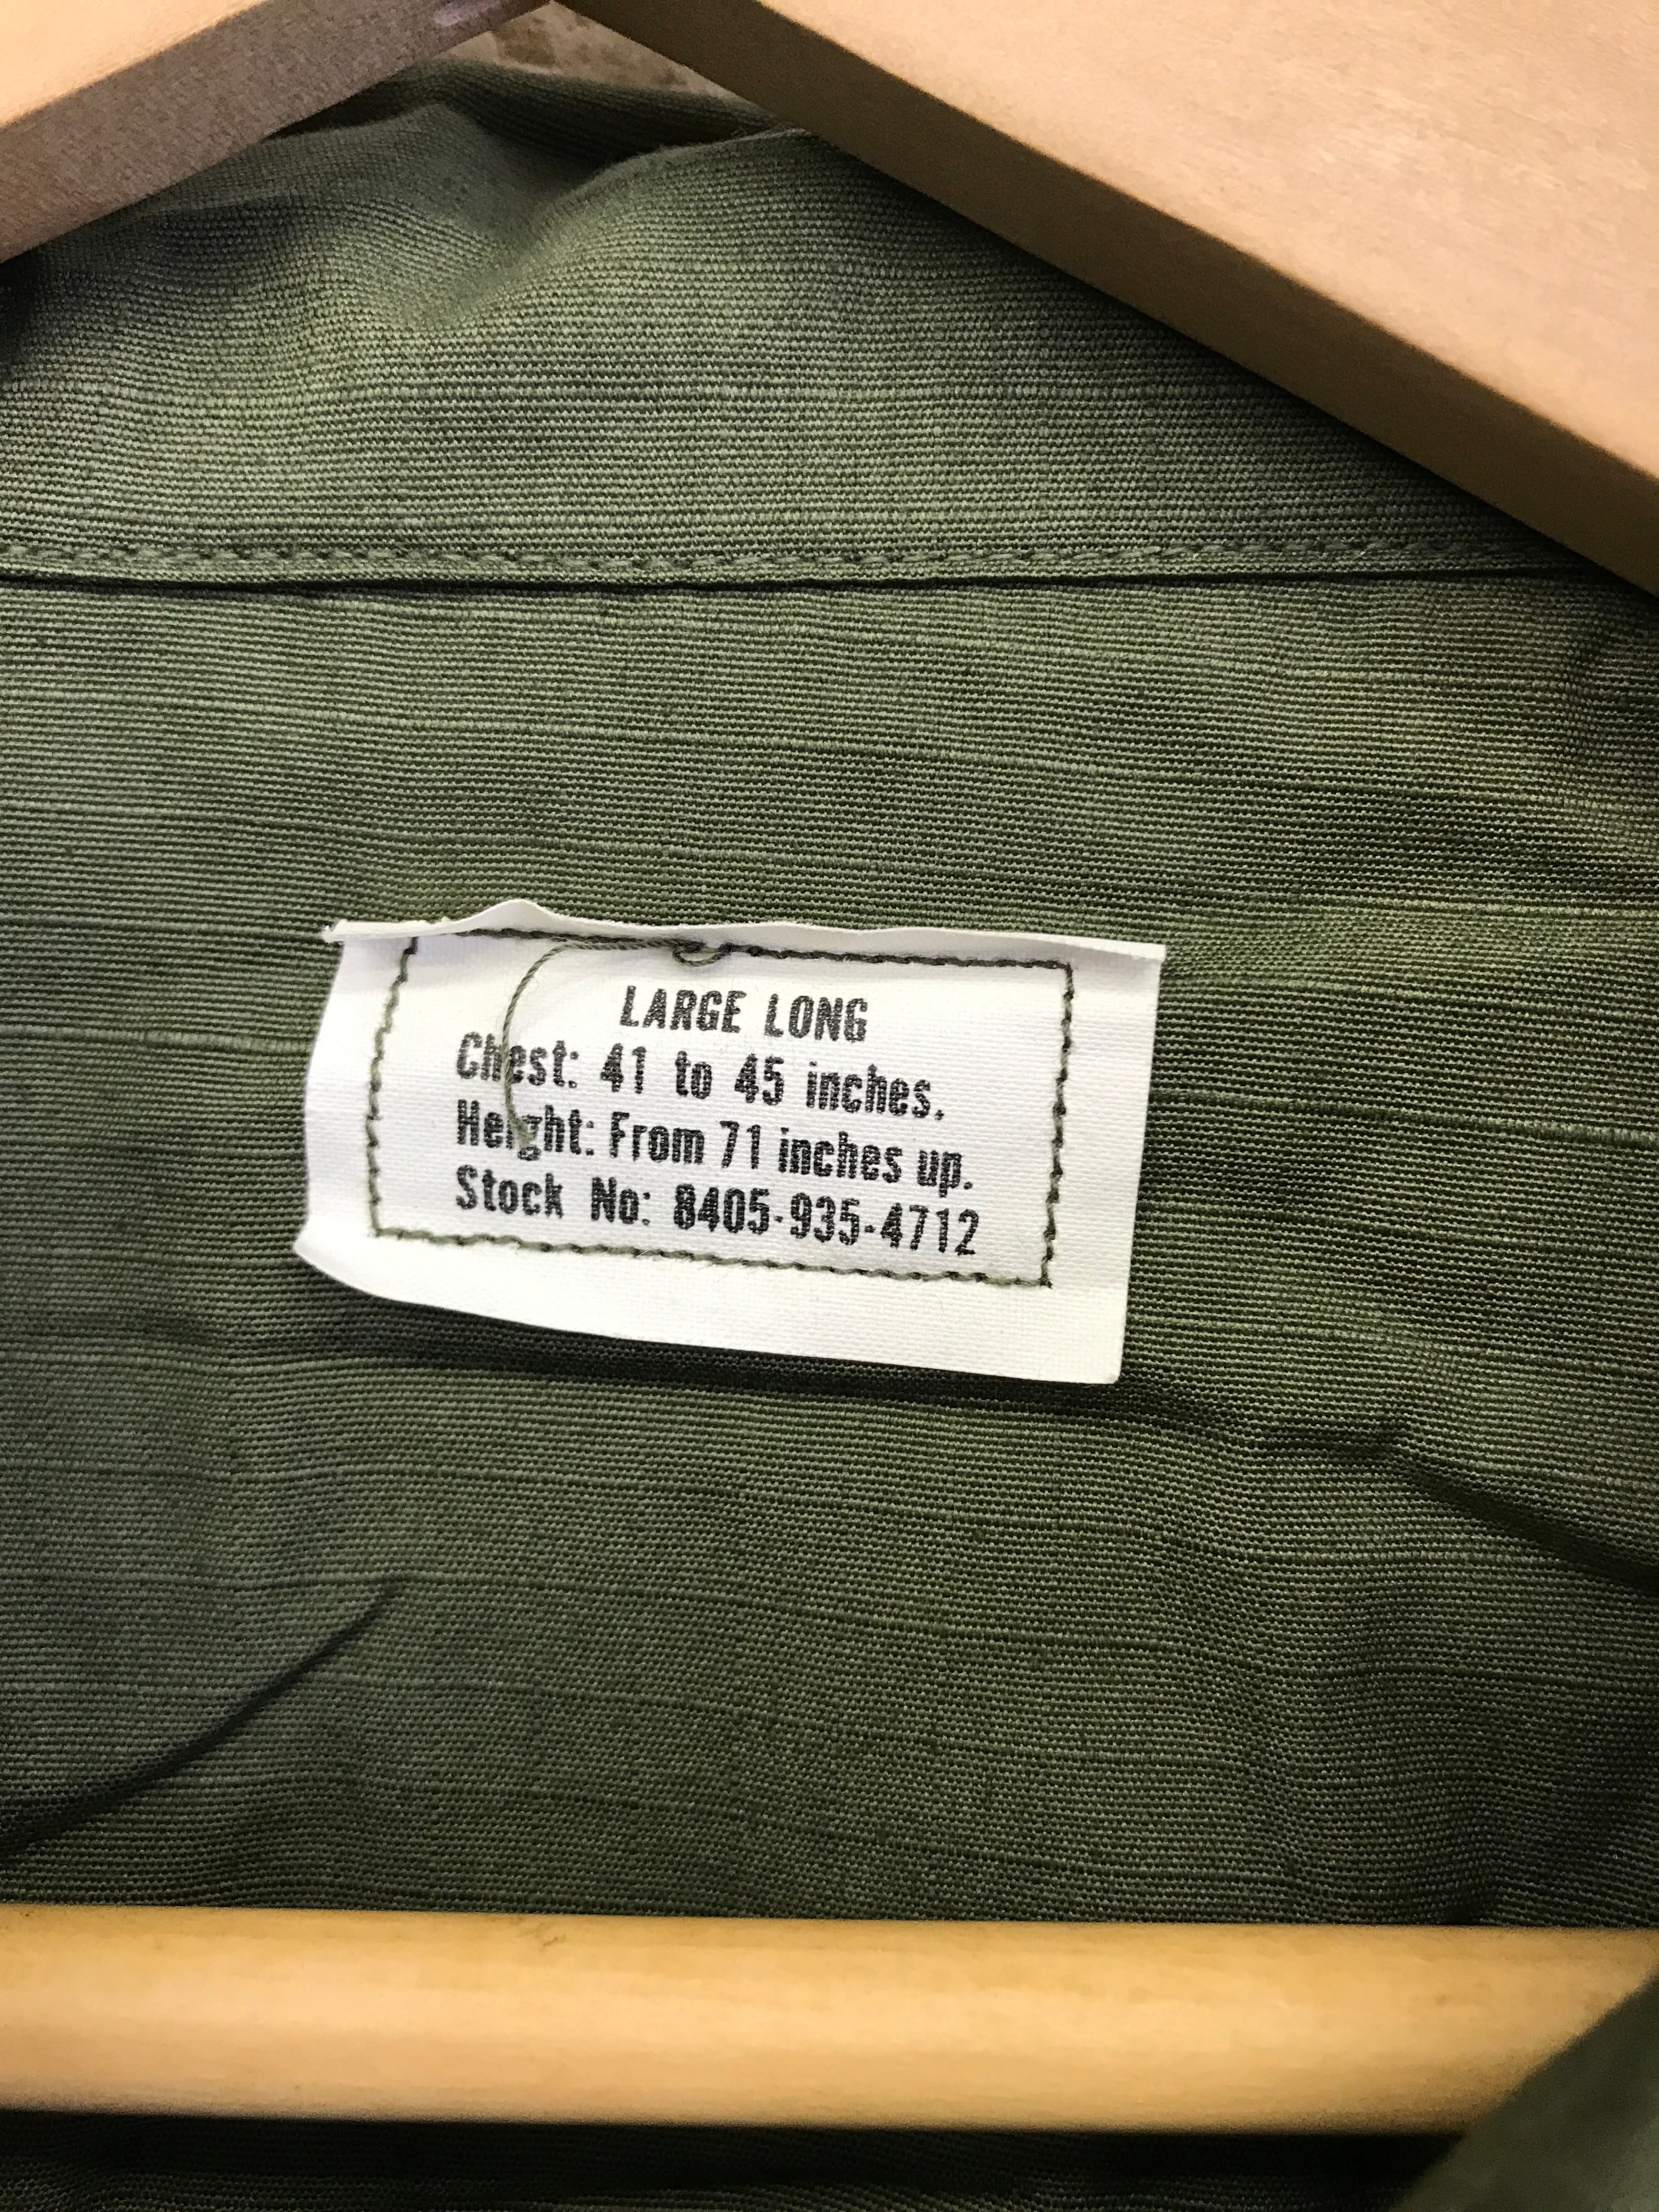 LARGE LONG
Chest: 41 to 45 inches.
Height: From 71 inches up.
Stock No: 8405-935-4712